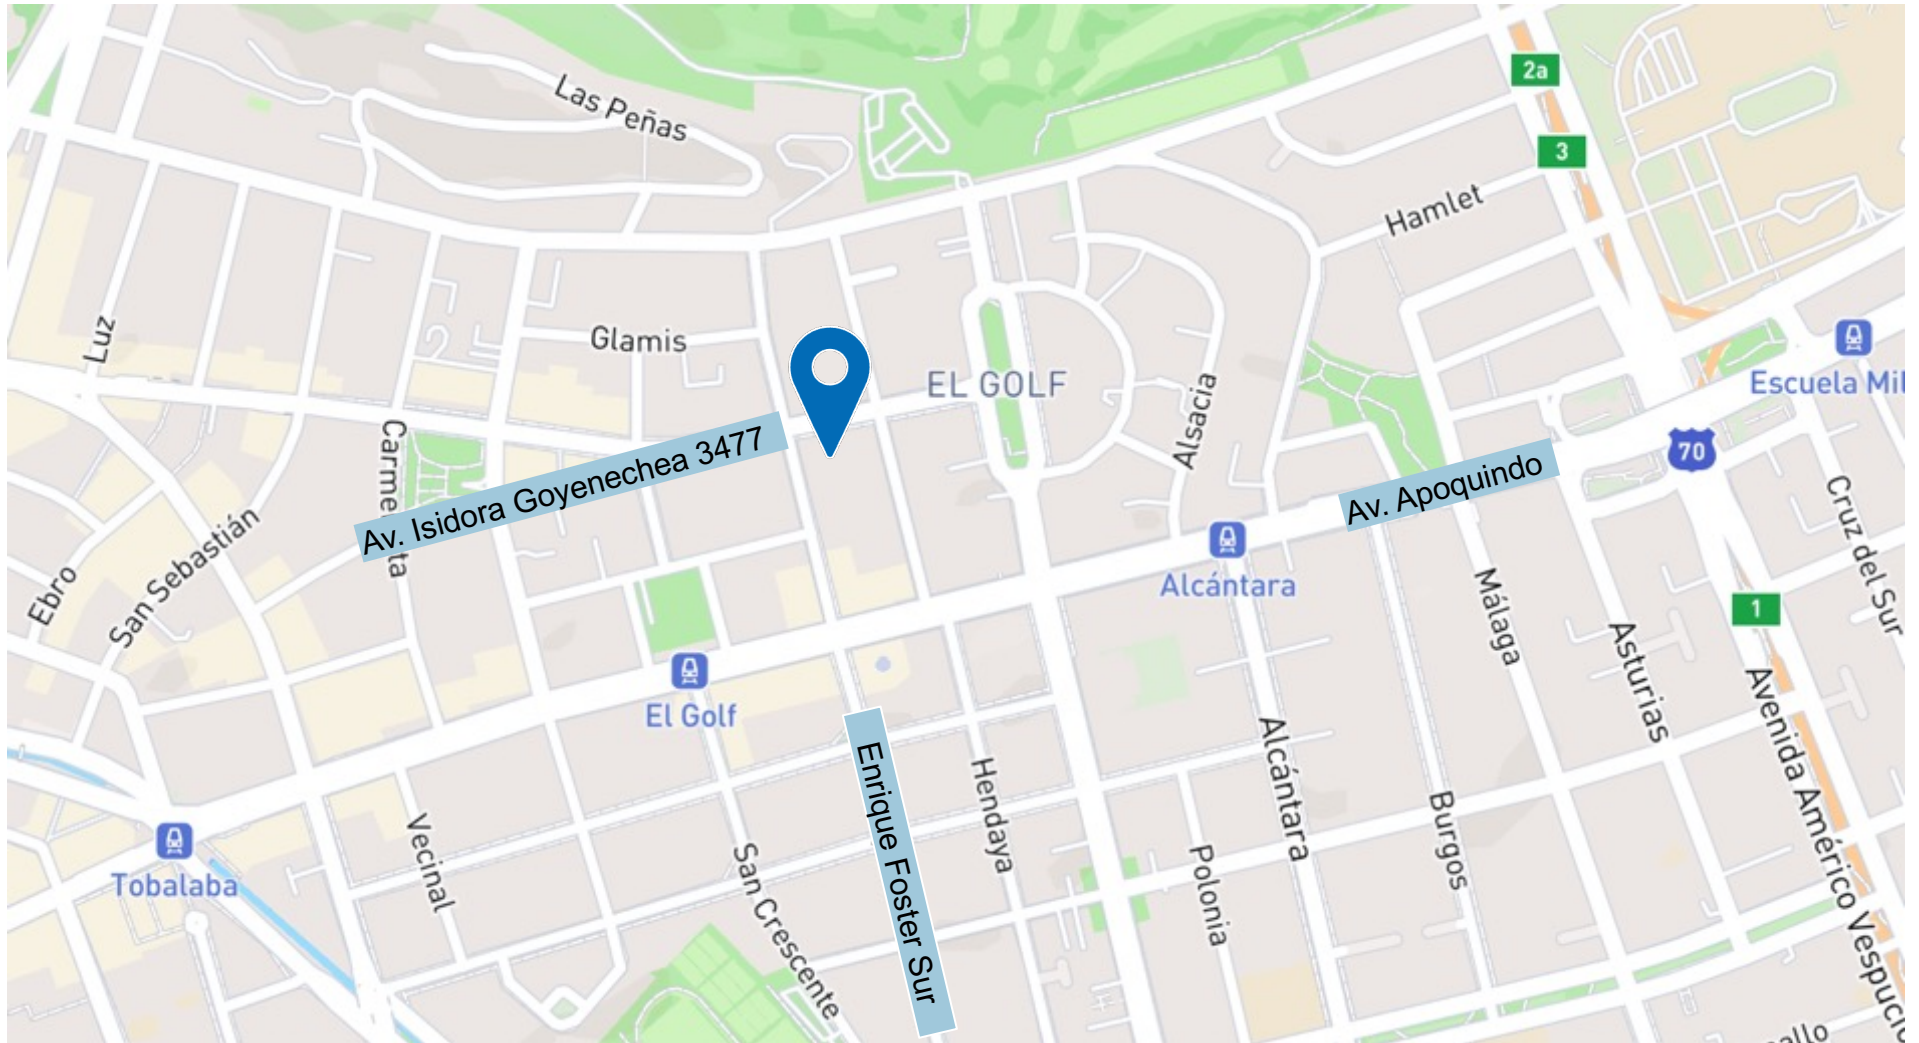 2a
Las Peñas
3
Hamlet
Luz
Glamis
EL GOLF
Escuela Mil
Alsacia
Carme
ta
Av. Isidora Goyenechea 3477
Av. Apoquindo
70
Cruz del Sur
San Sebastián
Ebro
Alcántara
Málaga
1
Asturias
El Golf
Enrique Foster Sur
Hendaya
Alcántara
Avenida Américo Vespucio
Burgos
Vecinal
Tobalaba
San Crescente
Polonia
allo